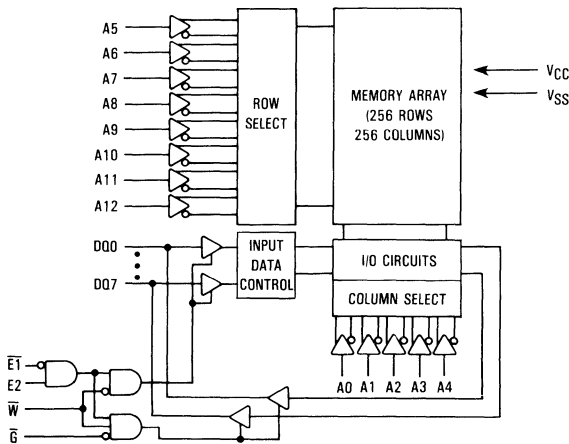 A5
A6
A7
A8
A9
A10
A11
A12
ROW
SELECT
MEMORY ARRAY
(256 ROWS
256 COLUMNS)
VCC
VSS
DQ0
DQ7
INPUT
DATA
CONTROL
I/O CIRCUITS
COLUMN SELECT
A0 A1 A2 A3 A4
E̅1̅
E2
W̅
G̅